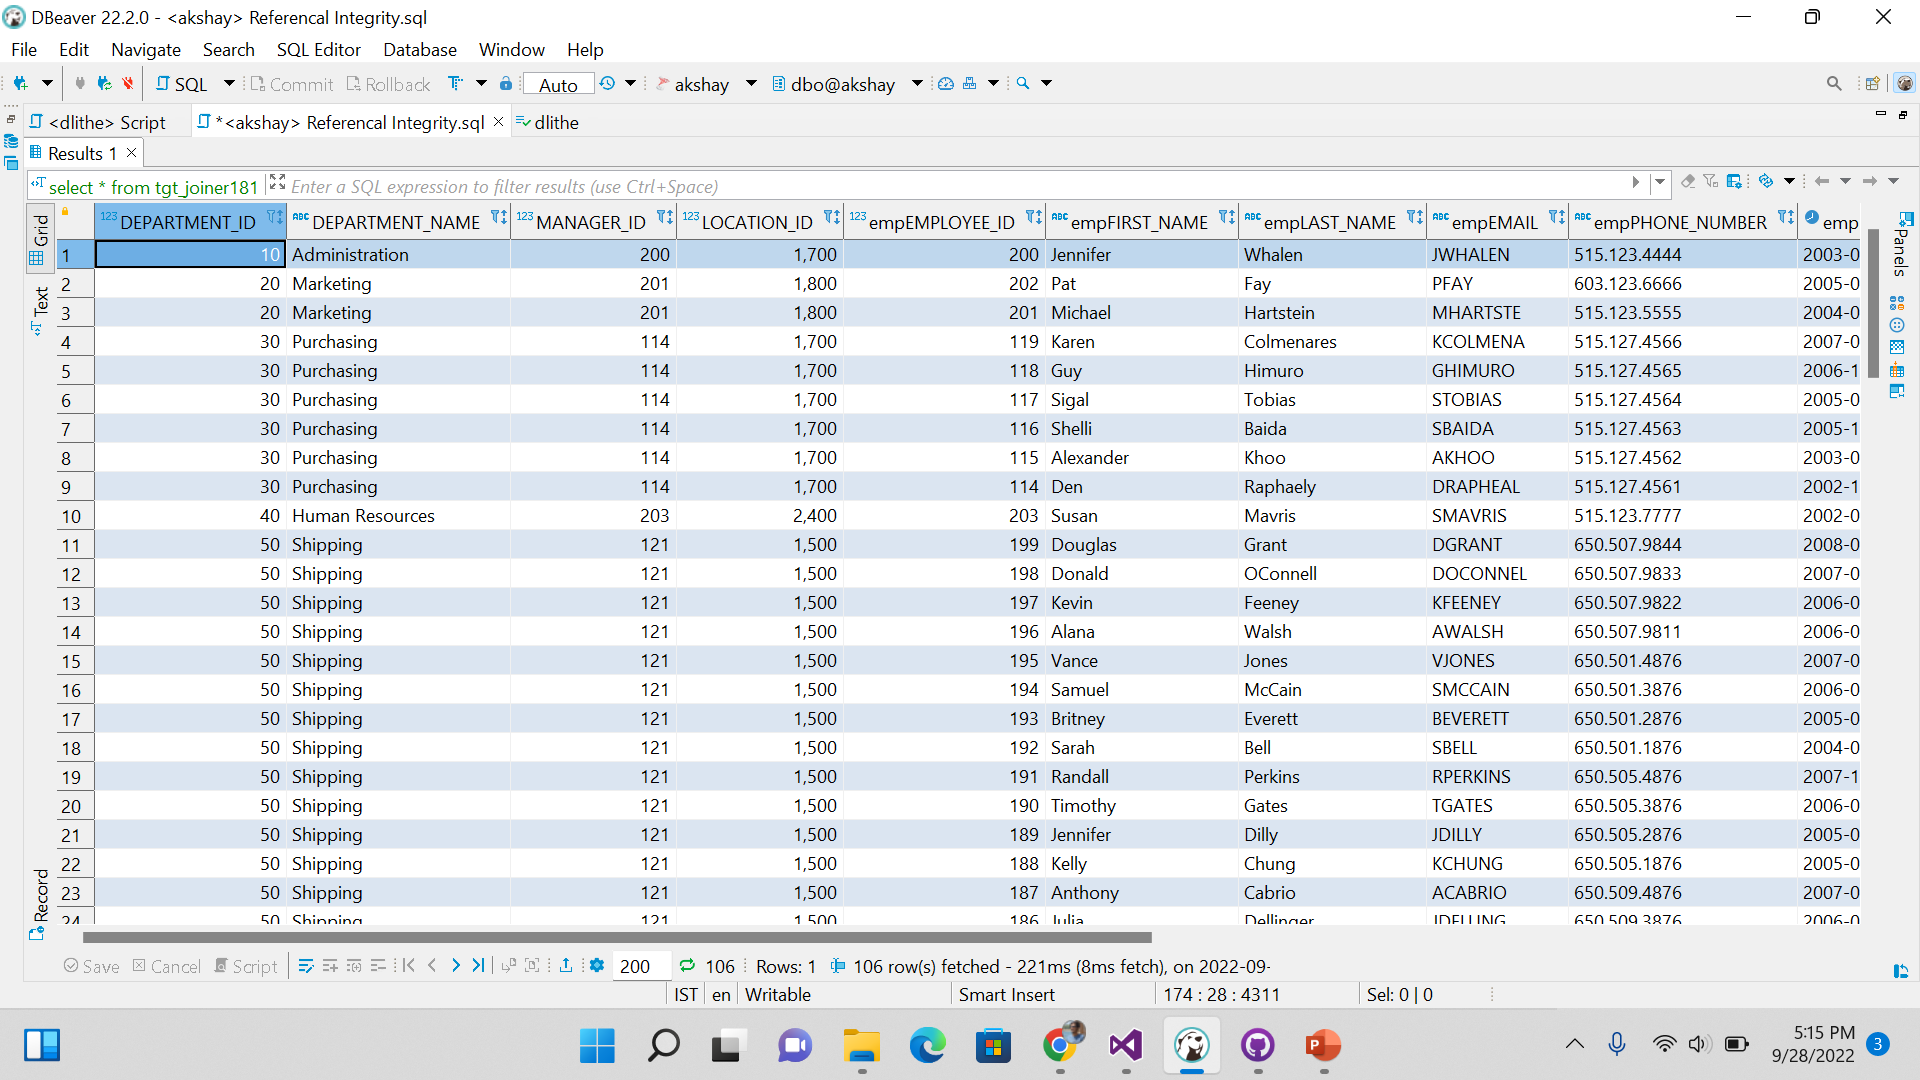 DBeaver 22.2.0 - <akshay> Referencal Integrity.sql
File Edit Navigate Search SQL Editor Database Window Help
SQL Commit Rollback Auto akshay dbo@akshay
<dlithe> Script *<akshay> Referencal Integrity.sql dlithe
Results 1
select * from tgt_joiner181 Enter a SQL expression to filter results (use Ctrl+Space)
123 DEPARTMENT_ID ABC DEPARTMENT_NAME 123 MANAGER_ID 123 LOCATION_ID 123 empEMPLOYEE_ID ABC empFIRST_NAME ABC empLAST_NAME ABC empEMAIL ABC empPHONE_NUMBER emp
1 10 Administration 200 1,700 200 Jennifer Whalen JWHALEN 515.123.4444 2003-0
2 20 Marketing 201 1,800 202 Pat Fay PFAY 603.123.6666 2005-0
3 20 Marketing 201 1,800 201 Michael Hartstein MHARTSTE 515.123.5555 2004-0
4 30 Purchasing 114 1,700 119 Karen Colmenares KCOLMENA 515.127.4566 2007-0
5 30 Purchasing 114 1,700 118 Guy Himuro GHIMURO 515.127.4565 2006-1
6 30 Purchasing 114 1,700 117 Sigal Tobias STOBIAS 515.127.4564 2005-0
7 30 Purchasing 114 1,700 116 Shelli Baida SBAIDA 515.127.4563 2005-1
8 30 Purchasing 114 1,700 115 Alexander Khoo AKHOO 515.127.4562 2003-0
9 30 Purchasing 114 1,700 114 Den Raphaely DRAPHEAL 515.127.4561 2002-1
10 40 Human Resources 203 2,400 203 Susan Mavris SMAVRIS 515.123.7777 2002-0
11 50 Shipping 121 1,500 199 Douglas Grant DGRANT 650.507.9844 2008-0
12 50 Shipping 121 1,500 198 Donald OConnell DOCONNEL 650.507.9833 2007-0
13 50 Shipping 121 1,500 197 Kevin Feeney KFEENEY 650.507.9822 2006-0
14 50 Shipping 121 1,500 196 Alana Walsh AWALSH 650.507.9811 2006-0
15 50 Shipping 121 1,500 195 Vance Jones VJONES 650.501.4876 2007-0
16 50 Shipping 121 1,500 194 Samuel McCain SMCCAIN 650.501.3876 2006-0
17 50 Shipping 121 1,500 193 Britney Everett BEVERETT 650.501.2876 2005-0
18 50 Shipping 121 1,500 192 Sarah Bell SBELL 650.501.1876 2004-0
19 50 Shipping 121 1,500 191 Randall Perkins RPERKINS 650.505.4876 2007-1
20 50 Shipping 121 1,500 190 Timothy Gates TGATES 650.505.3876 2006-0
21 50 Shipping 121 1,500 189 Jennifer Dilly JDILLY 650.505.2876 2005-0
22 50 Shipping 121 1,500 188 Kelly Chung KCHUNG 650.505.1876 2005-0
23 50 Shipping 121 1,500 187 Anthony Cabrio ACABRIO 650.509.4876 2007-0
24 50 Shipping 121 1,500 186 Julia Dellinger JDELLING 650.509.3876 2006-0
Grid
Text
Record
Panels
Save Cancel Script 200 106 Rows: 1 106 row(s) fetched - 221ms (8ms fetch), on 2022-09-
IST en Writable Smart Insert 174 : 28 : 4311 Sel: 0 | 0
5:15 PM
9/28/2022 3